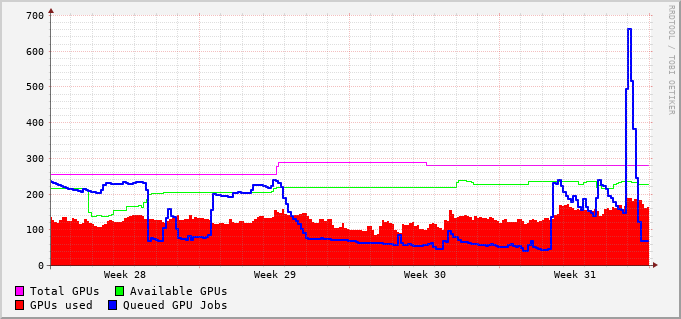 700
600
500
400
300
200
100
0
Week 28 Week 29 Week 30 Week 31
Total GPUs Available GPUs
GPUs used Queued GPU Jobs
RRDTOOL / TOBI OETIKER